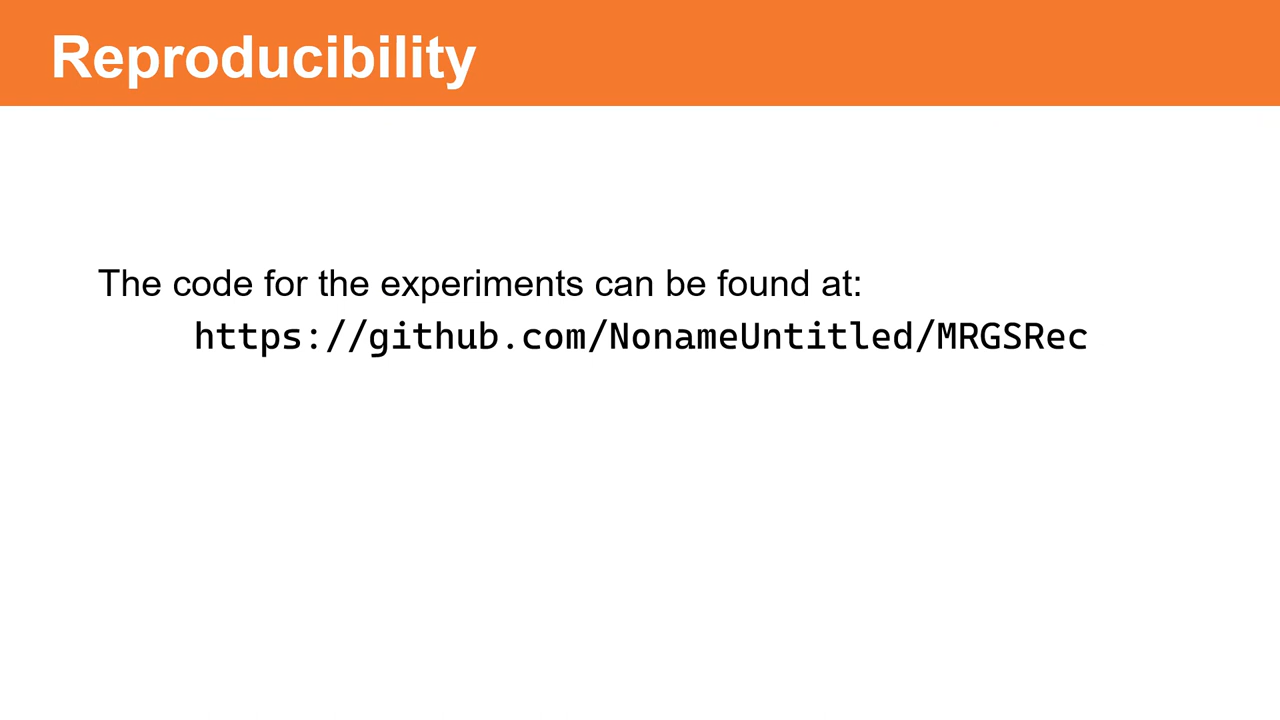 Reproducibility
The code for the experiments can be found at:
https://github.com/NonameUntitled/MRGSRec